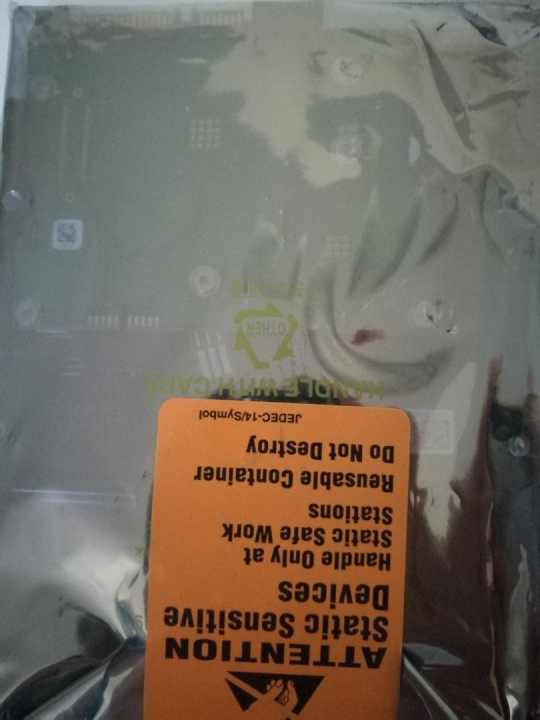 ATTENTION
Static Sensitive
Devices
Handle Only at
Static Safe Work
Stations
Reusable Container
Do Not Destroy
JEDEC-14/Symbol
HANDLE WITH CARE
OTHER